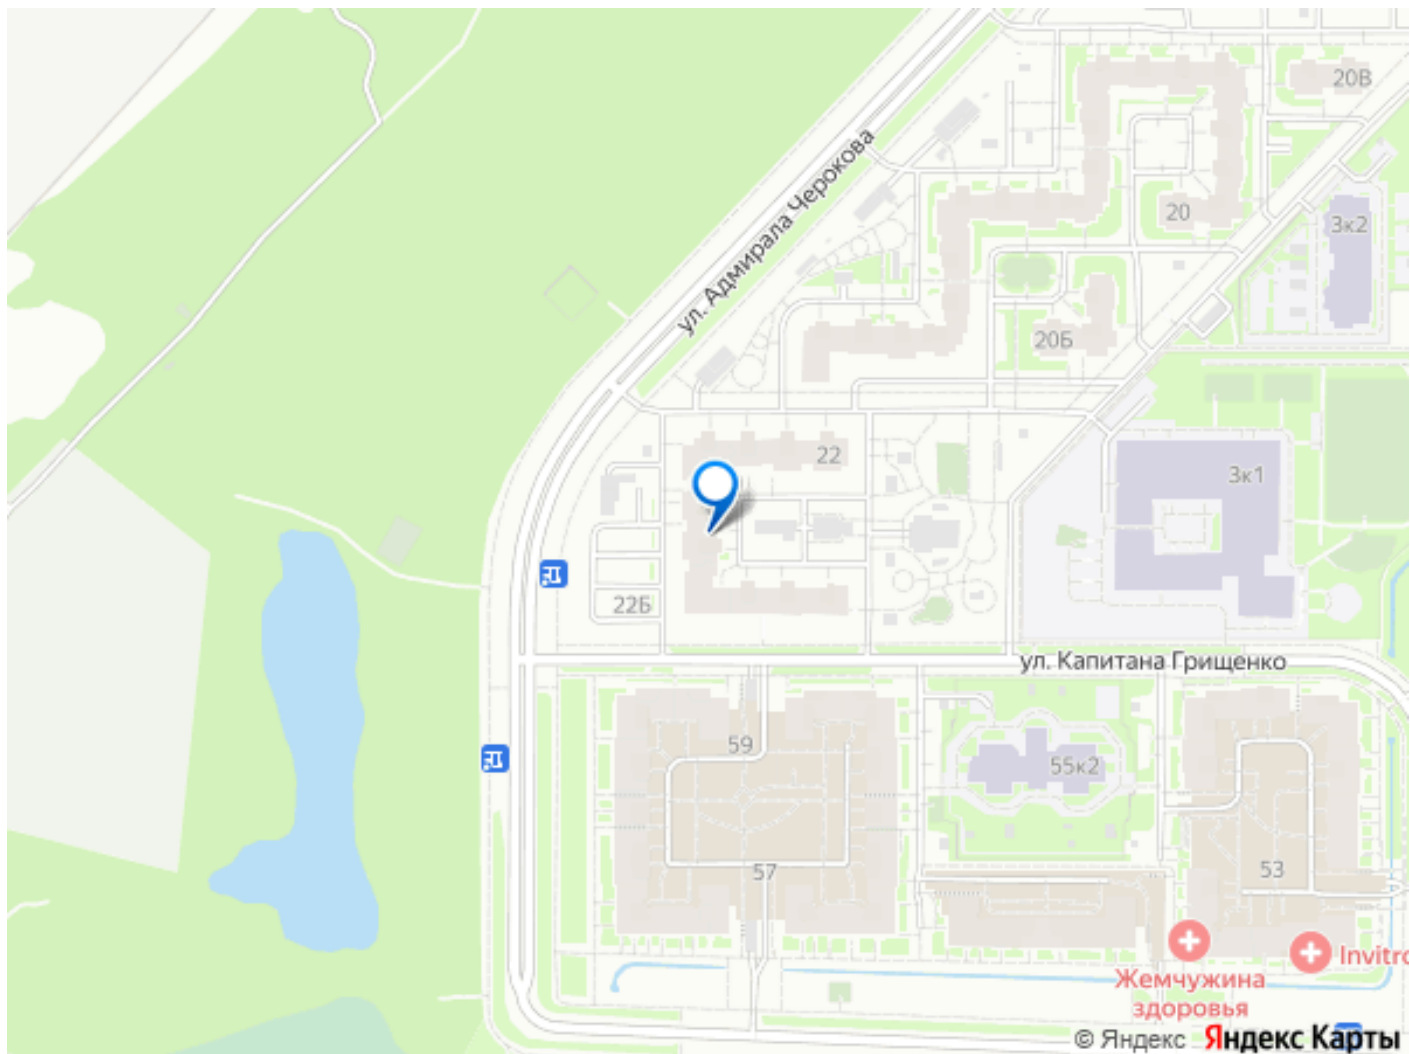 20В
ул. Адмирала Черокова
20
3к2
20Б
22
3к1
22Б
ул. Капитана Грищенко
59
55к2
57
53
Жемчужина
здоровья
Invitro
© Яндекс Яндекс Карты